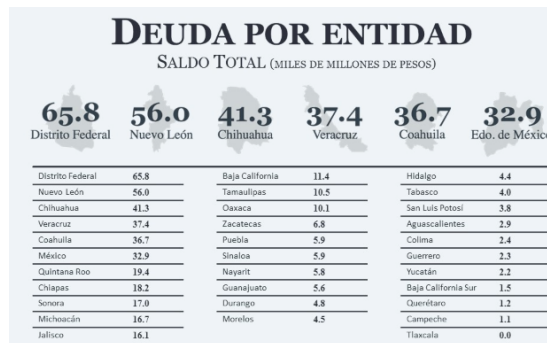 DEUDA POR ENTIDAD
SALDO TOTAL (MILES DE MILLONES DE PESOS)
65.8 56.0 41.3 37.4 36.7 32.9
Distrito Federal Nuevo León Chihuahua Veracruz Coahuila Edo. de México
Distrito Federal 65.8 Baja California 11.4 Hidalgo 4.4
Nuevo León 56.0 Tamaulipas 10.5 Tabasco 4.0
Chihuahua 41.3 Oaxaca 10.1 San Luis Potosí 3.8
Veracruz 37.4 Zacatecas 6.8 Aguascalientes 2.9
Coahuila 36.7 Puebla 5.9 Colima 2.4
México 32.9 Sinaloa 5.9 Guerrero 2.3
Quintana Roo 19.4 Nayarit 5.8 Yucatán 2.2
Chiapas 18.2 Guanajuato 5.6 Baja California Sur 1.5
Sonora 17.0 Durango 4.8 Querétaro 1.2
Michoacán 16.7 Morelos 4.5 Campeche 1.1
Jalisco 16.1 Tlaxcala 0.0